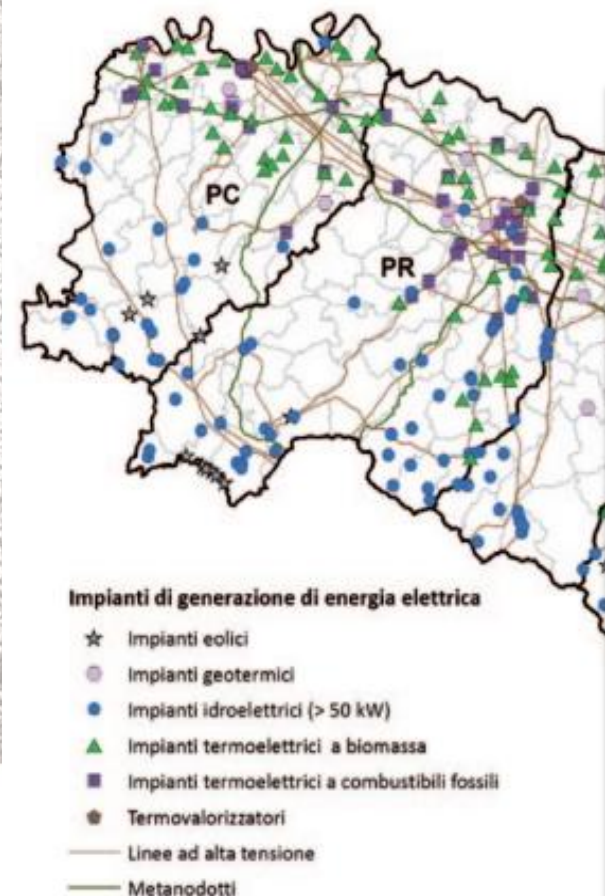 PC
PR
Impianti di generazione di energia elettrica
Impianti eolici
Impianti geotermici
Impianti idroelettrici (> 50 kW)
Impianti termoelettrici a biomassa
Impianti termoelettrici a combustibili fossili
Termovalorizzatori
Linee ad alta tensione
Metanodotti